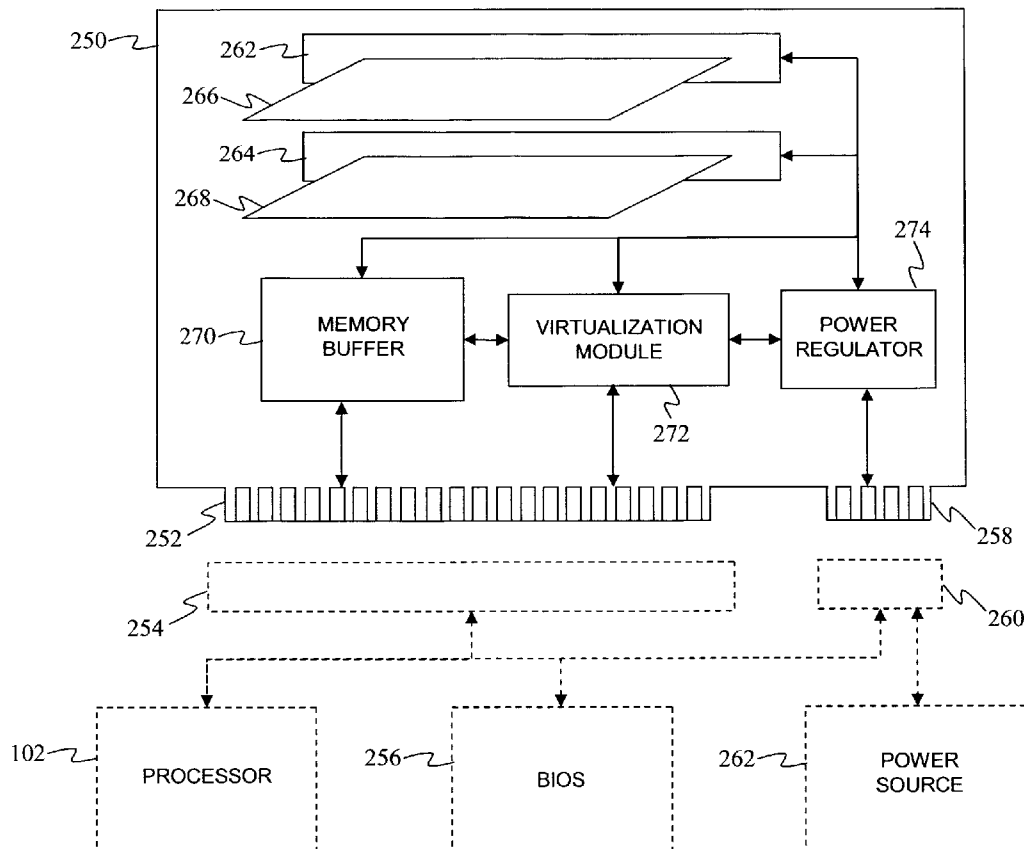 250
262
266
264
268
274
270
MEMORY
BUFFER
VIRTUALIZATION
MODULE
POWER
REGULATOR
272
252
258
254
260
102
PROCESSOR
256
BIOS
262
POWER
SOURCE